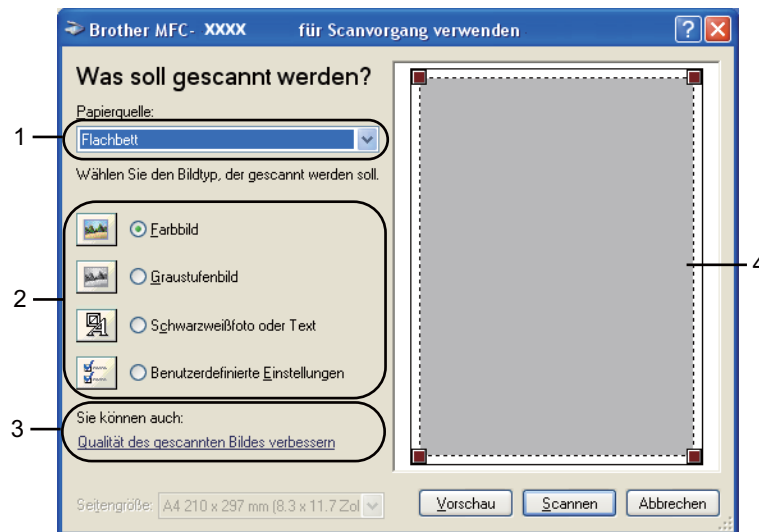 Brother MFC- XXXX für Scanvorgang verwenden
Was soll gescannt werden?
Papierquelle:
1
Flachbett
Wählen Sie den Bildtyp, der gescannt werden soll.
2
Farbbild
Graustufenbild
Schwarzweißfoto oder Text
Benutzerdefinierte Einstellungen
3
Sie können auch:
Qualität des gescannten Bildes verbessern
4
Seitengröße: A4 210 x 297 mm (8.3 x 11.7 Zol
Vorschau Scannen Abbrechen